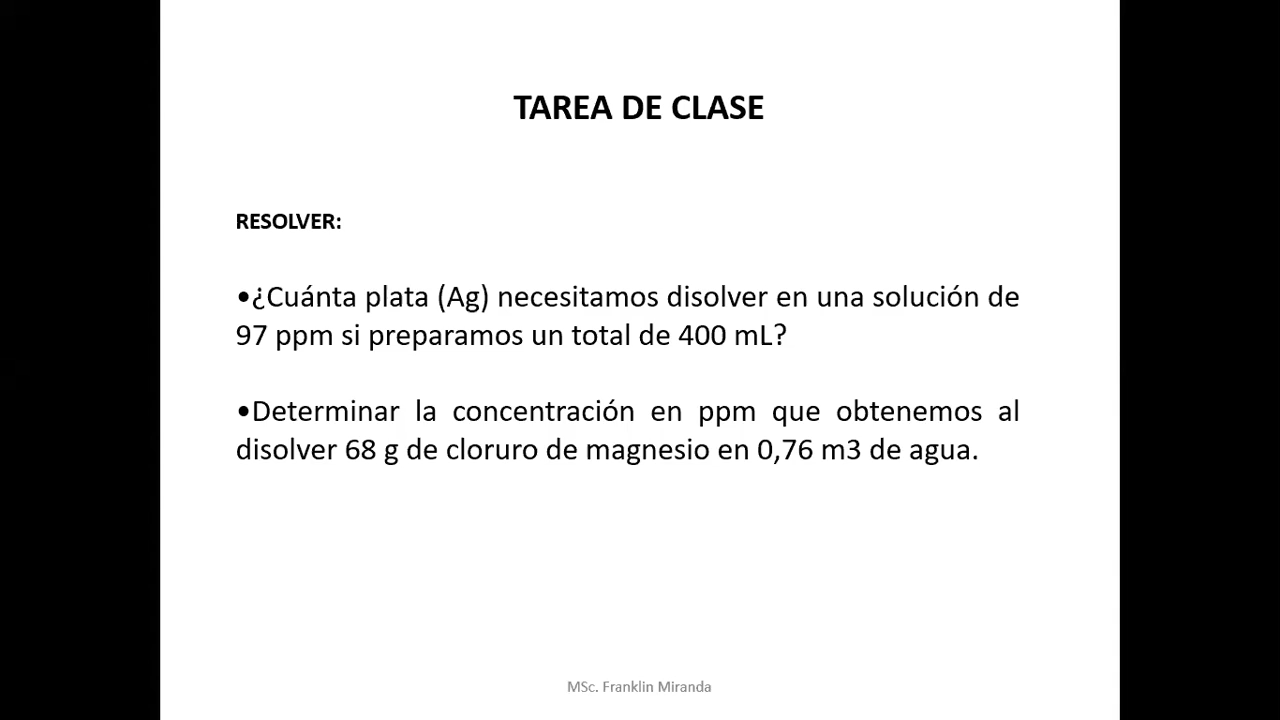 TAREA DE CLASE
RESOLVER:
•¿Cuánta plata (Ag) necesitamos disolver en una solución de
97 ppm si preparamos un total de 400 mL?
•Determinar la concentración en ppm que obtenemos al
disolver 68 g de cloruro de magnesio en 0,76 m3 de agua.
MSc. Franklin Miranda